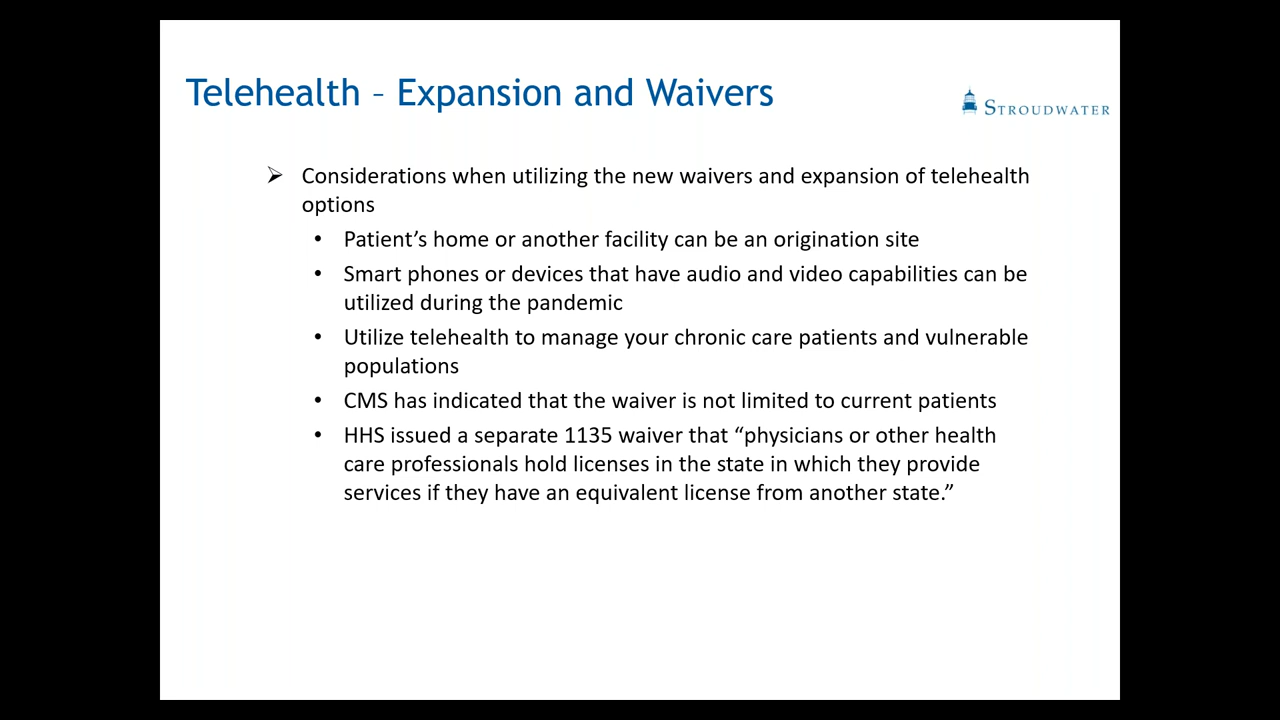 Telehealth – Expansion and Waivers
STROUDWATER
➢ Considerations when utilizing the new waivers and expansion of telehealth
options
• Patient’s home or another facility can be an origination site
• Smart phones or devices that have audio and video capabilities can be
utilized during the pandemic
• Utilize telehealth to manage your chronic care patients and vulnerable
populations
• CMS has indicated that the waiver is not limited to current patients
• HHS issued a separate 1135 waiver that “physicians or other health
care professionals hold licenses in the state in which they provide
services if they have an equivalent license from another state.”